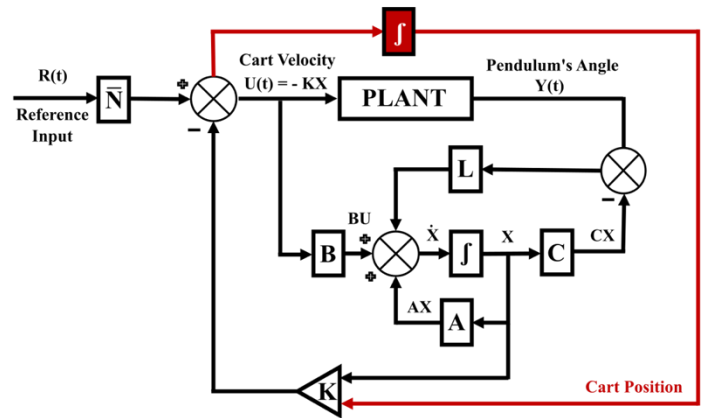 ∫
Cart Velocity
U(t) = - KX
Pendulum's Angle
Y(t)
R(t)
N̅
PLANT
Reference
Input
L
BU
Ẋ
X
CX
B
∫
C
AX
A
K
Cart Position